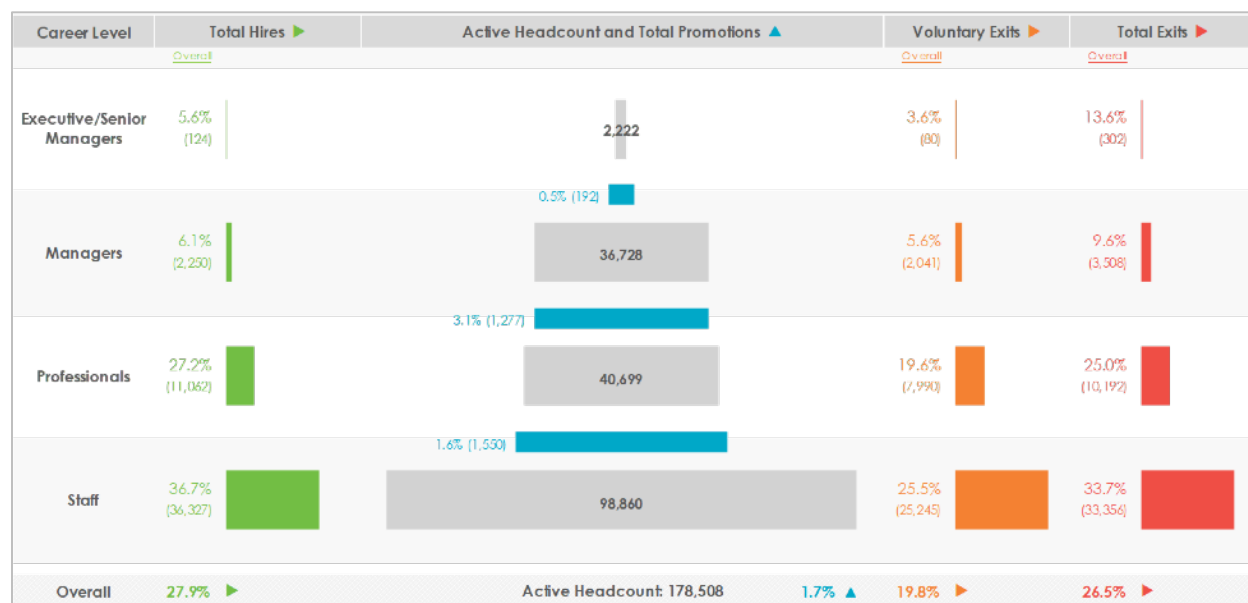 Career Level Total Hires ▶ Active Headcount and Total Promotions ▲ Voluntary Exits ▶ Total Exits ▶
Overall Overall Overall
Executive/Senior Managers 5.6% (124) 2,222 3.6% (80) 13.6% (302)
0.5% (192)
Managers 6.1% (2,250) 36,728 5.6% (2,041) 9.6% (3,508)
3.1% (1,277)
Professionals 27.2% (11,062) 40,699 19.6% (7,990) 25.0% (10,192)
1.6% (1,550)
Staff 36.7% (36,327) 98,860 25.5% (25,245) 33.7% (33,356)
Overall 27.9% ▶ Active Headcount: 178,508 1.7% ▲ 19.8% ▶ 26.5% ▶